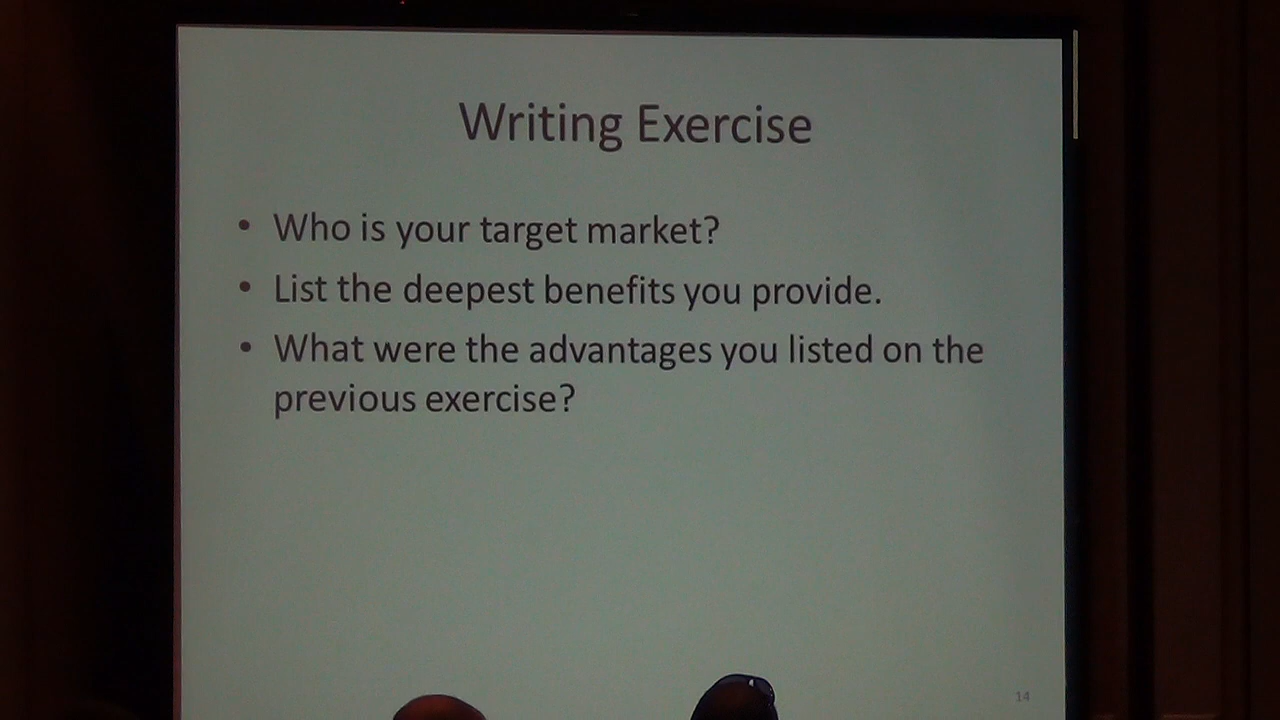 Writing Exercise
• Who is your target market?
• List the deepest benefits you provide.
• What were the advantages you listed on the
previous exercise?
14